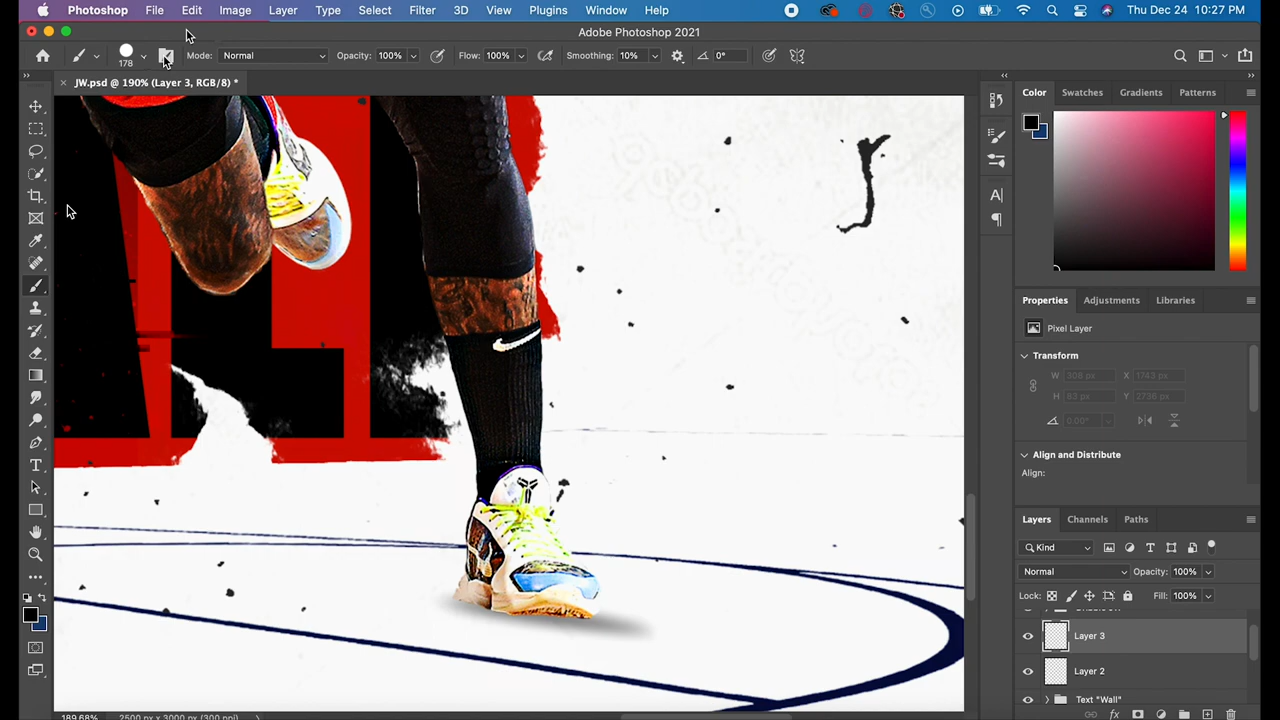 Photoshop File Edit Image Layer Type Select Filter 3D View Plugins Window Help Thu Dec 24 10:27 PM
Adobe Photoshop 2021
178 Mode: Normal Opacity: 100% Flow: 100% Smoothing: 10% 0°
JW.psd @ 190% (Layer 3, RGB/8) *
Color Swatches Gradients Patterns
Properties Adjustments Libraries
Pixel Layer
Transform
W 308 px X 1743 px
H 83 px Y 2736 px
0.00°
Align and Distribute
Align:
Layers Channels Paths
Kind
Normal Opacity: 100%
Lock: Fill: 100%
Layer 3
Layer 2
Text "Wall"
189.68% 2500 px x 3000 px (300 ppi)